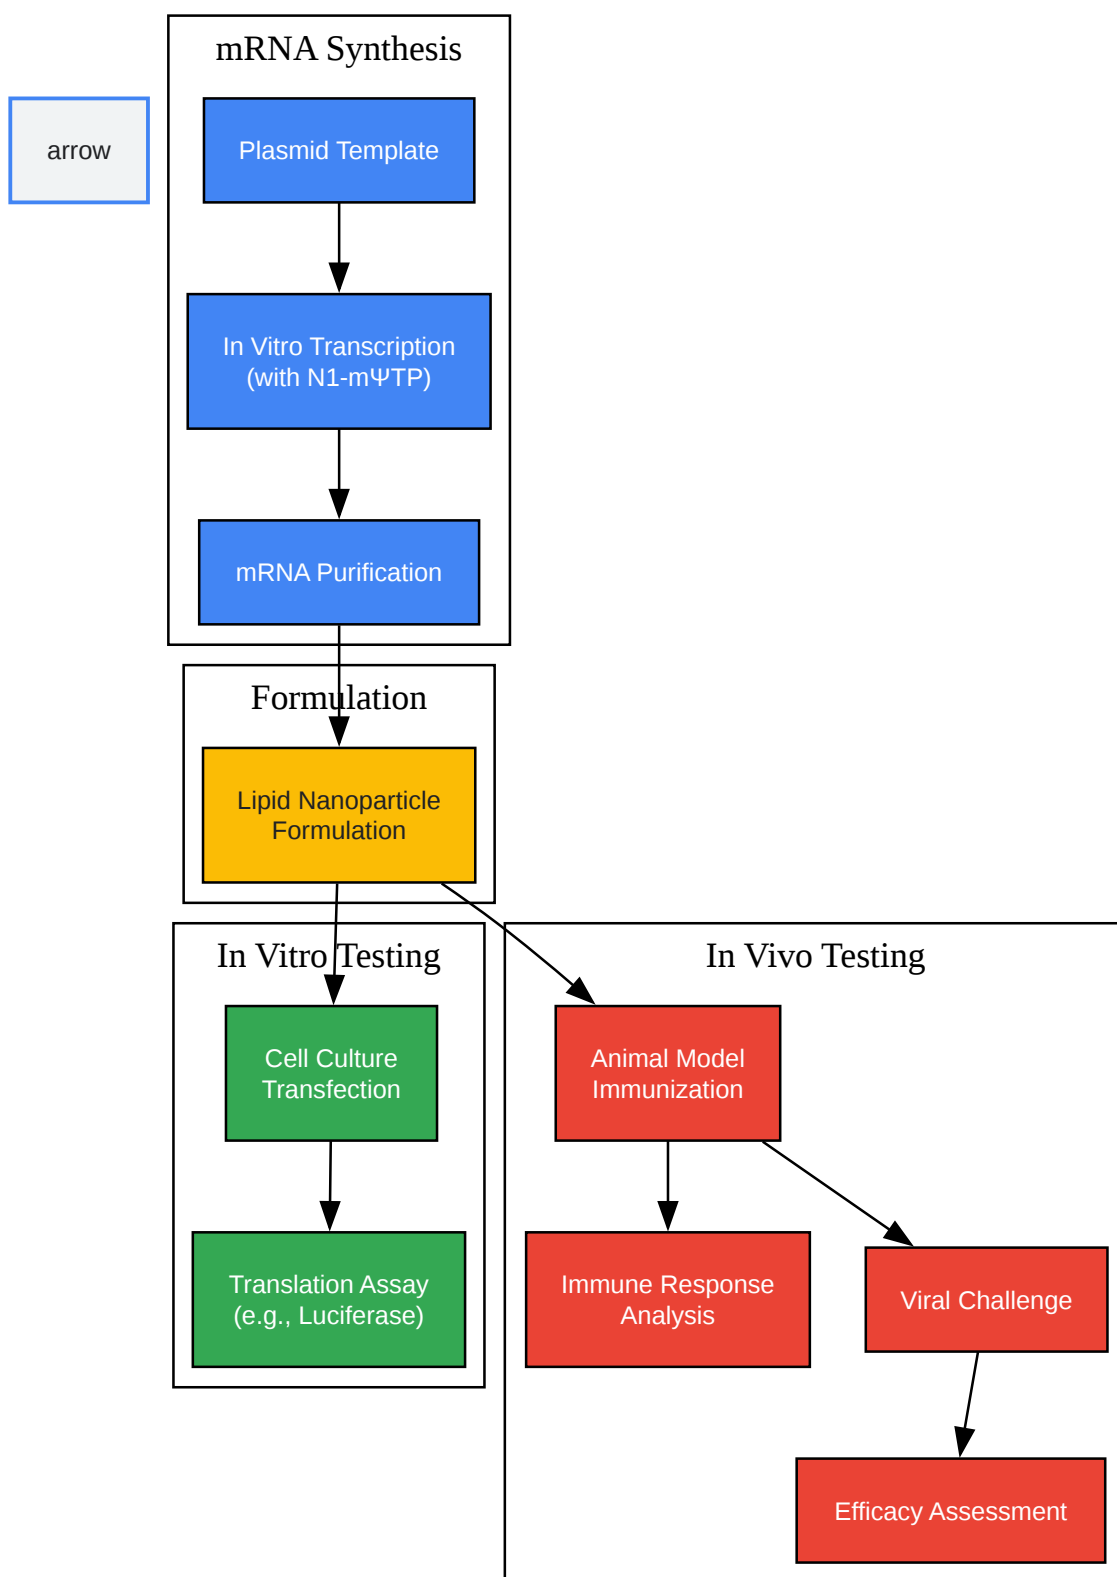 mRNA Synthesis
arrow
Plasmid Template
In Vitro Transcription
(with N1-mΨTP)
mRNA Purification
Formulation
Lipid Nanoparticle
Formulation
In Vitro Testing
In Vivo Testing
Cell Culture
Transfection
Animal Model
Immunization
Translation Assay
(e.g., Luciferase)
Immune Response
Analysis
Viral Challenge
Efficacy Assessment